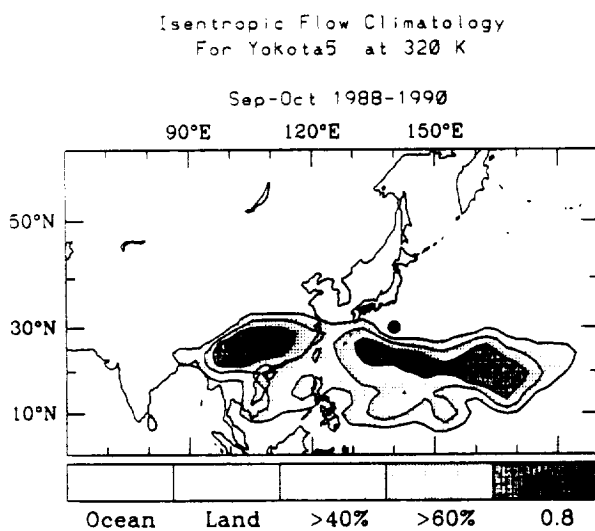 Isentropic Flow Climatology
For Yokota5 at 320 K
Sep-Oct 1988-1990
90°E 120°E 150°E
50°N
30°N
10°N
Ocean Land >40% >60% 0.8